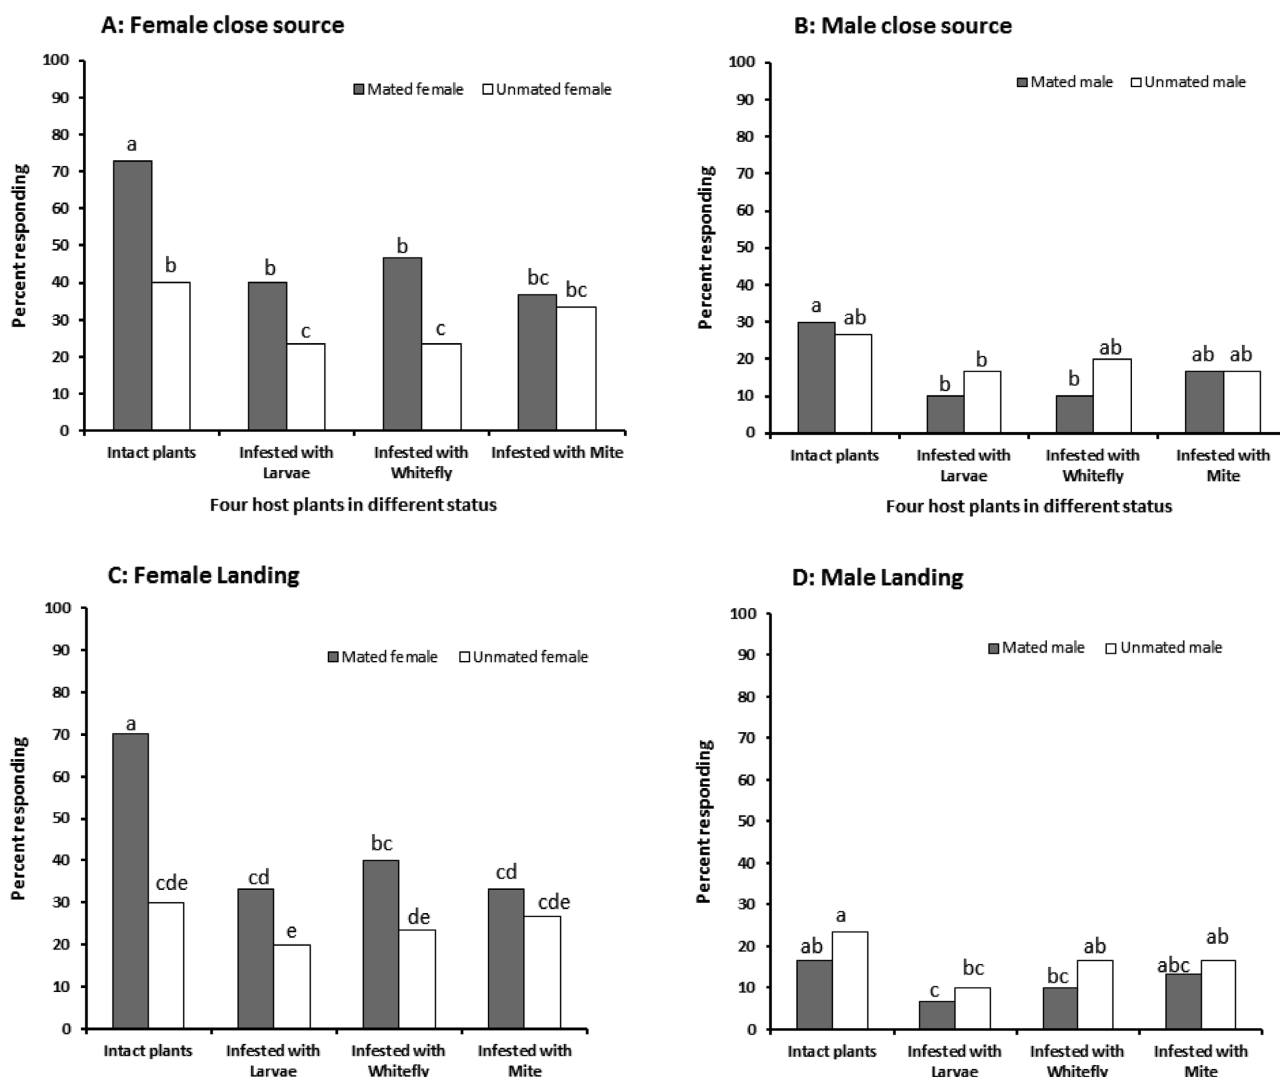 A: Female close source
100
90
80
70
60
50
40
30
20
10
0
Percent responding
Mated female Unmated female
a b b c b c bc bc
Intact plants Infested with Larvae Infested with Whitefly Infested with Mite
Four host plants in different status
B: Male close source
100
90
80
70
60
50
40
30
20
10
0
Percent responding
Mated male Unmated male
a ab b b b ab ab ab
Intact plants Infested with Larvae Infested with Whitefly Infested with Mite
Four host plants in different status
C: Female Landing
100
90
80
70
60
50
40
30
20
10
0
Percent responding
Mated female Unmated female
a cde cd e bc de cd cde
Intact plants Infested with Larvae Infested with Whitefly Infested with Mite
D: Male Landing
100
90
80
70
60
50
40
30
20
10
0
Percent responding
Mated male Unmated male
ab a c bc bc ab abc ab
Intact plants Infested with Larvae Infested with Whitefly Infested with Mite